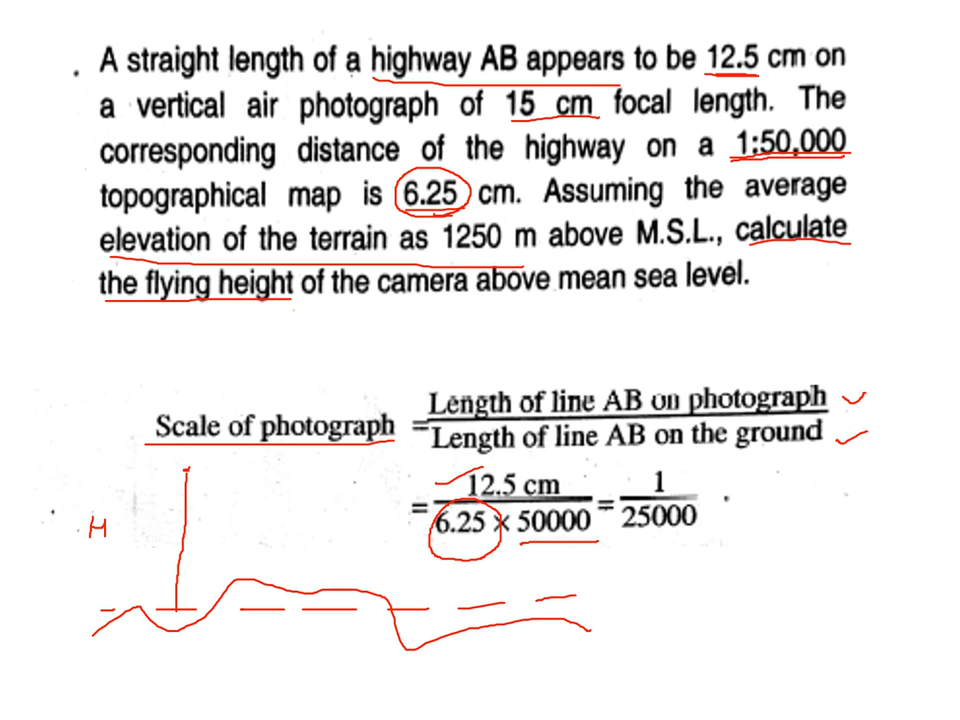 . A straight length of a highway AB appears to be 12.5 cm on
a vertical air photograph of 15 cm focal length. The
corresponding distance of the highway on a 1:50,000
topographical map is 6.25 cm. Assuming the average
elevation of the terrain as 1250 m above M.S.L., calculate
the flying height of the camera above mean sea level.
Scale of photograph = Length of line AB on photograph / Length of line AB on the ground
= 12.5 cm / 6.25 × 50000 = 1 / 25000
H